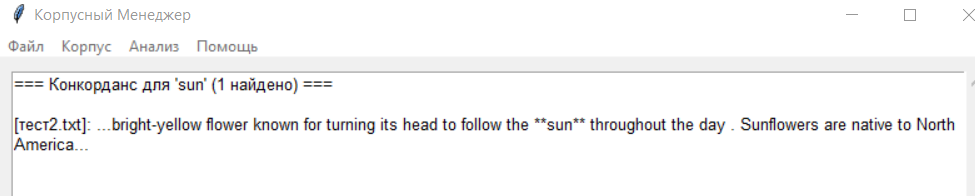 Корпусный Менеджер
Файл Корпус Анализ Помощь
=== Конкорданс для 'sun' (1 найдено) ===
[тест2.txt]: ...bright-yellow flower known for turning its head to follow the **sun** throughout the day . Sunflowers are native to North
America...